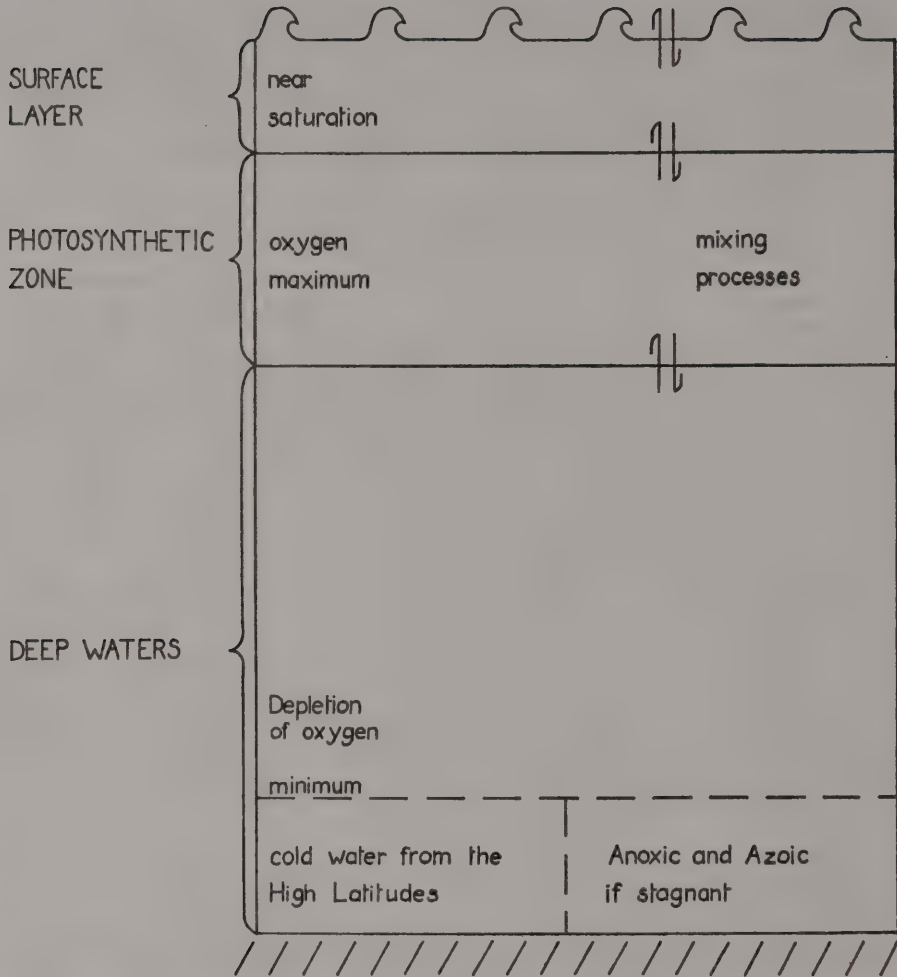 SURFACE
LAYER
near
saturation
PHOTOSYNTHETIC
ZONE
oxygen
maximum
mixing
processes
DEEP WATERS
Depletion
of oxygen
minimum
cold water from the
High Latitudes
Anoxic and Azoic
if stagnant